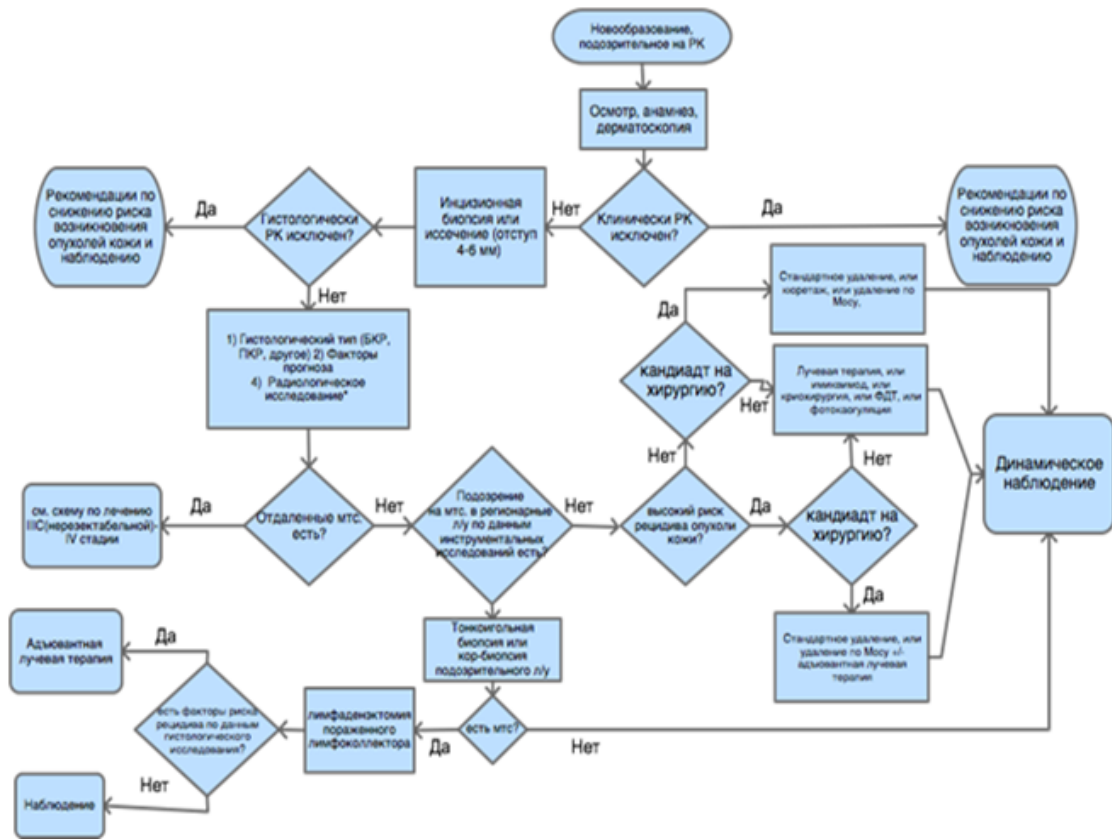 Новообразование,
подозрительное на РК
Осмотр, анамнез,
дерматоскопия
Рекомендации по
снижению риска
возникновения
опухолей кожи и
наблюдению
Да
Гистологически
РК исключен?
Инцизионная
биопсия или
иссечение (отступ
4-6 мм)
Нет
Клинически РК
исключен?
Да
Рекомендации по
снижению риска
возникновения
опухолей кожи и
наблюдению
Нет
1) Гистологический тип (БКР,
ПКР, другое) 2) Факторы
прогноза
4) Радиологическое
исследование*
Стандартное удаление, или
кюретаж, или удаление по
Мосу,
Да
кандиадт на
хирургию?
Нет
Лучевая терапия, или
имихимод, или
криохирургия, или ФДТ, или
фотокаогуляция
Динамическое
наблюдение
Нет
Нет
см. схему по лечению
IIIC(нерезектабельной)-
IV стадии
Да
Отдаленные мтс.
есть?
Нет
Подозрение
на мтс. в регионарные
л/у по данным
инструментальных
исследований есть?
Нет
высокий риск
рецидива опухоли
кожи?
Да
кандиадт на
хирургию?
Да
Стандартное удаление, или
удаление по Мосу +/-
адъювантная лучевая
терапия
Тонкоигольная
биопсия или
кор-биопсия
подозрительного л/у
Адъювантная
лучевая терапия
Да
есть факторы риска
рецидива по данным
гистологического
исследования?
лимфаденэктомия
пораженного
лимфоколлектора
Да
есть мтс?
Нет
Нет
Наблюдение